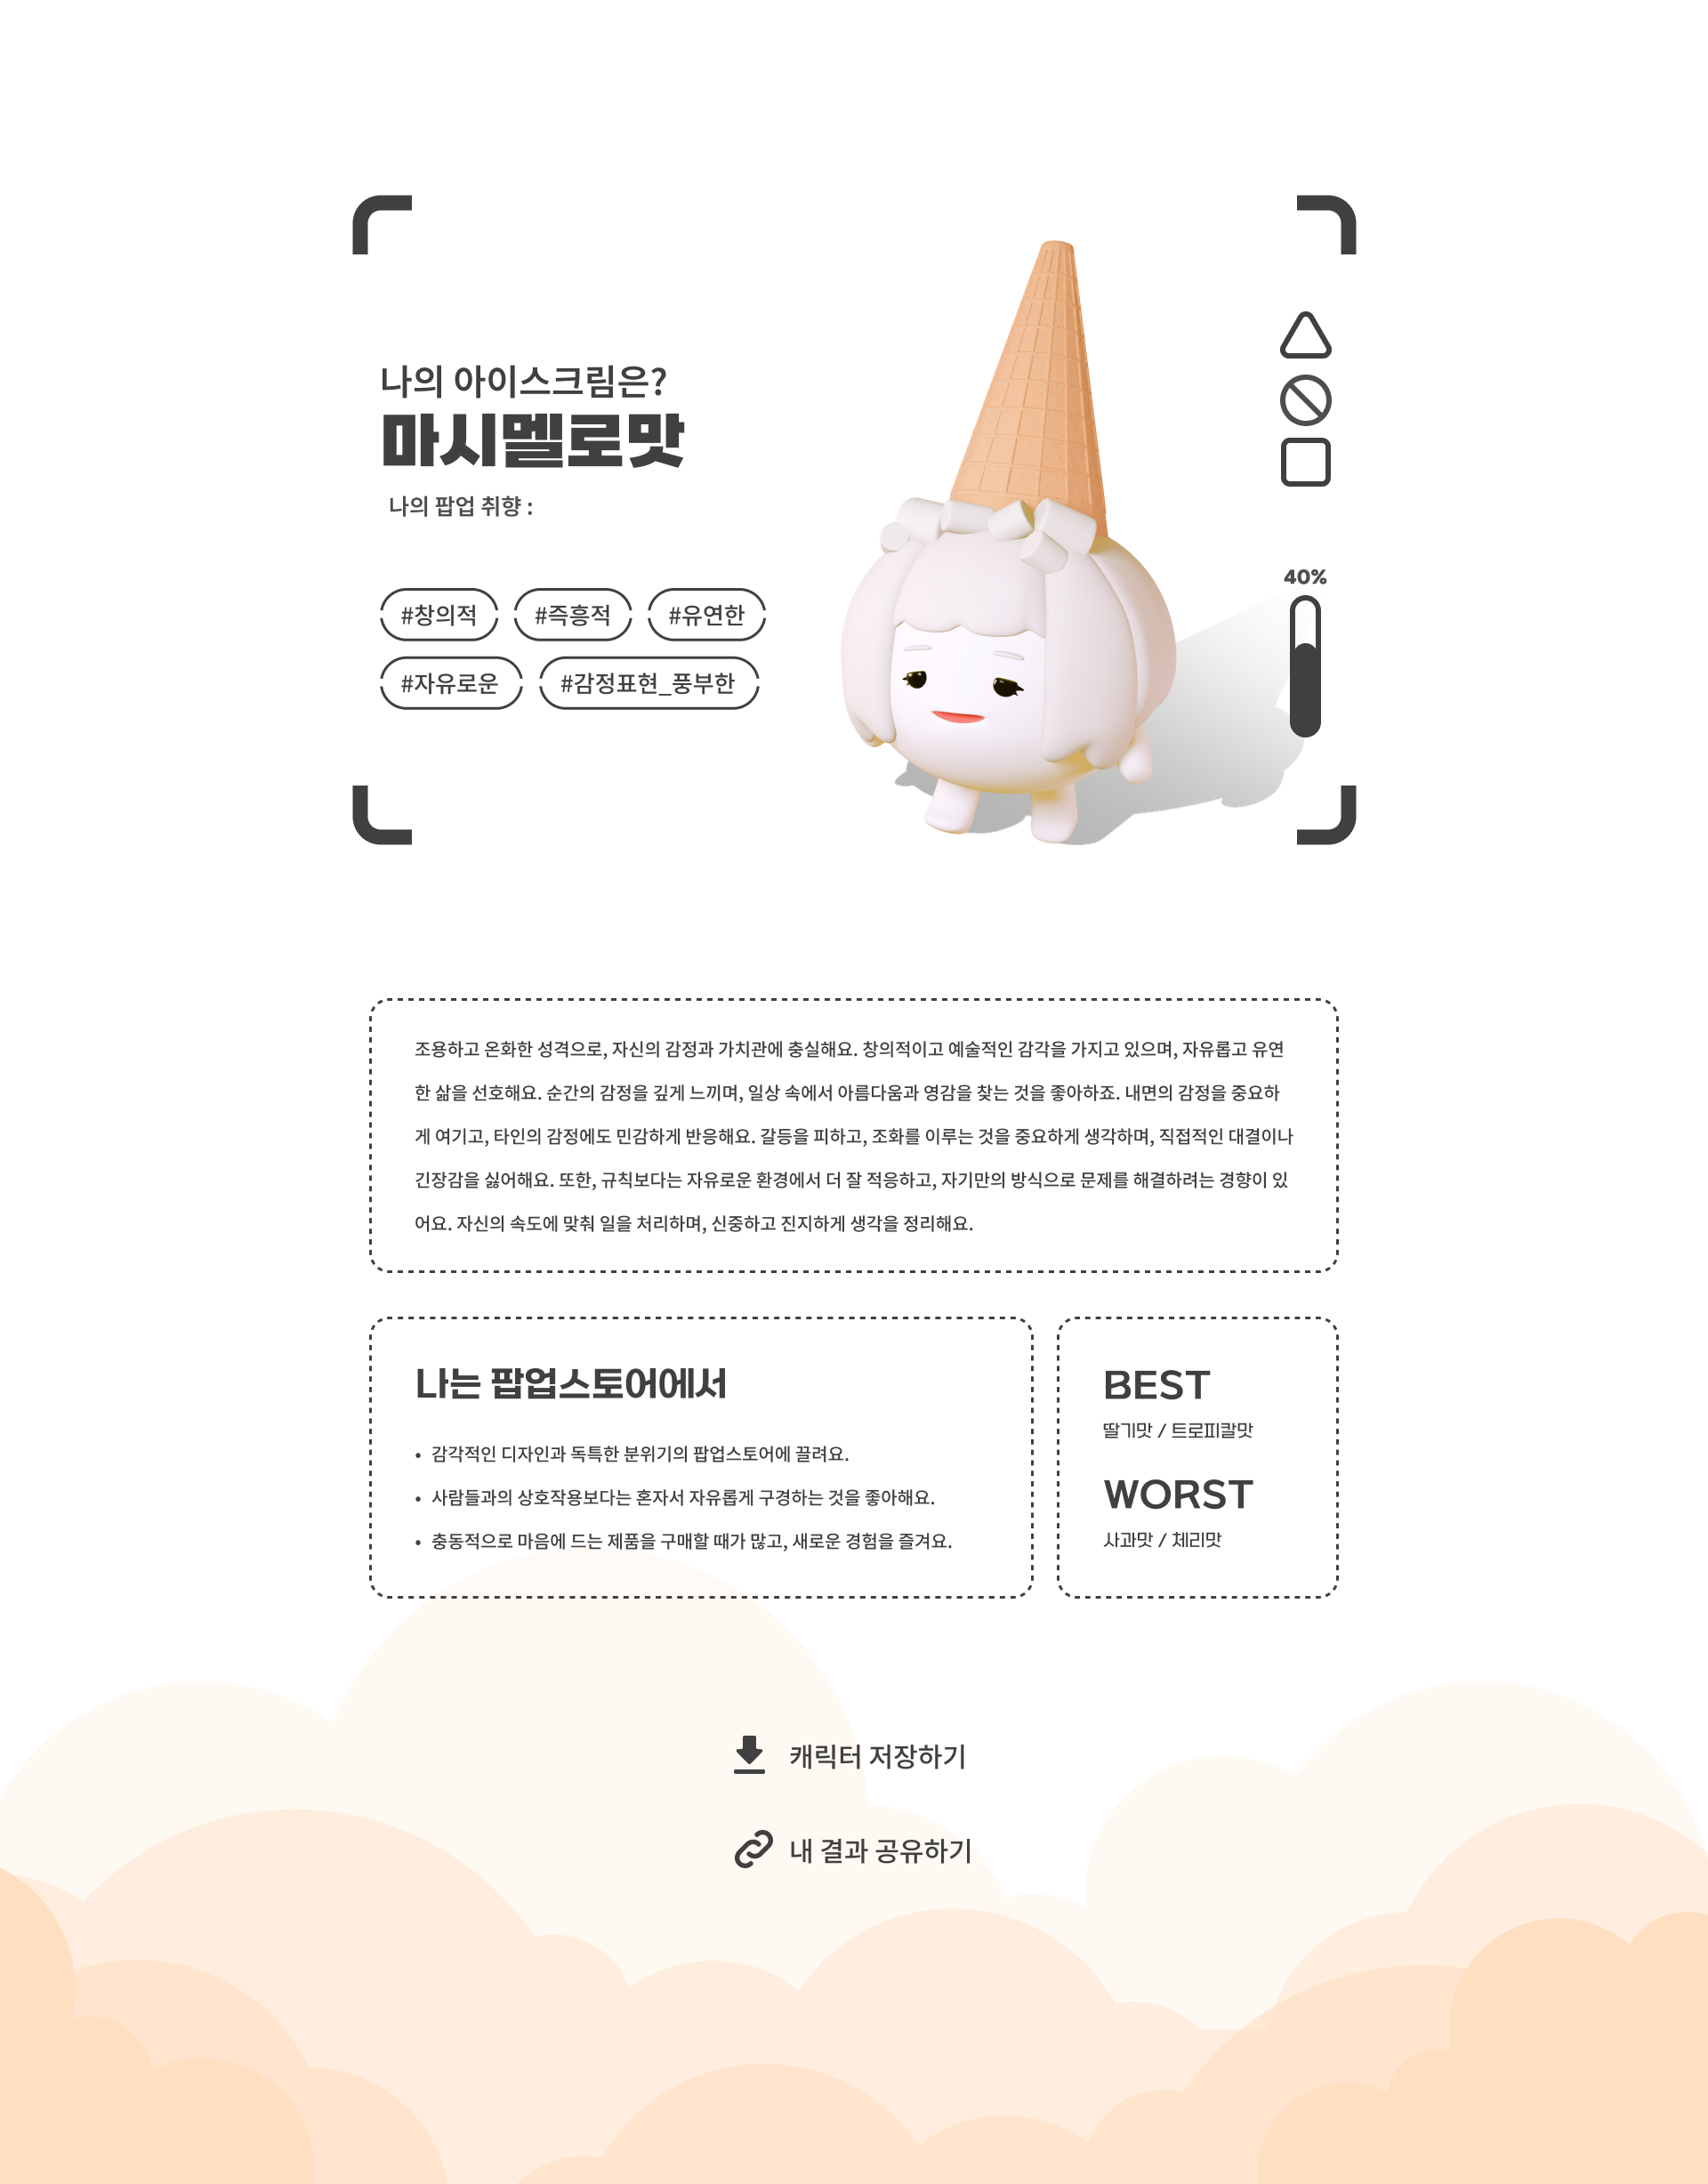 나의 아이스크림은?
마시멜로맛
나의 팝업 취향 :
#창의적 #즉흥적 #유연한
#자유로운 #감정표현_풍부한
40%
조용하고 온화한 성격으로, 자신의 감정과 가치관에 충실해요. 창의적이고 예술적인 감각을 가지고 있으며, 자유롭고 유연
한 삶을 선호해요. 순간의 감정을 깊게 느끼며, 일상 속에서 아름다움과 영감을 찾는 것을 좋아하죠. 내면의 감정을 중요하
게 여기고, 타인의 감정에도 민감하게 반응해요. 갈등을 피하고, 조화를 이루는 것을 중요하게 생각하며, 직접적인 대결이나
긴장감을 싫어해요. 또한, 규칙보다는 자유로운 환경에서 더 잘 적응하고, 자기만의 방식으로 문제를 해결하려는 경향이 있
어요. 자신의 속도에 맞춰 일을 처리하며, 신중하고 진지하게 생각을 정리해요.
나는 팝업스토어에서
• 감각적인 디자인과 독특한 분위기의 팝업스토어에 끌려요.
• 사람들과의 상호작용보다는 혼자서 자유롭게 구경하는 것을 좋아해요.
• 충동적으로 마음에 드는 제품을 구매할 때가 많고, 새로운 경험을 즐겨요.
BEST
딸기맛 / 트로피칼맛
WORST
사과맛 / 체리맛
캐릭터 저장하기
내 결과 공유하기